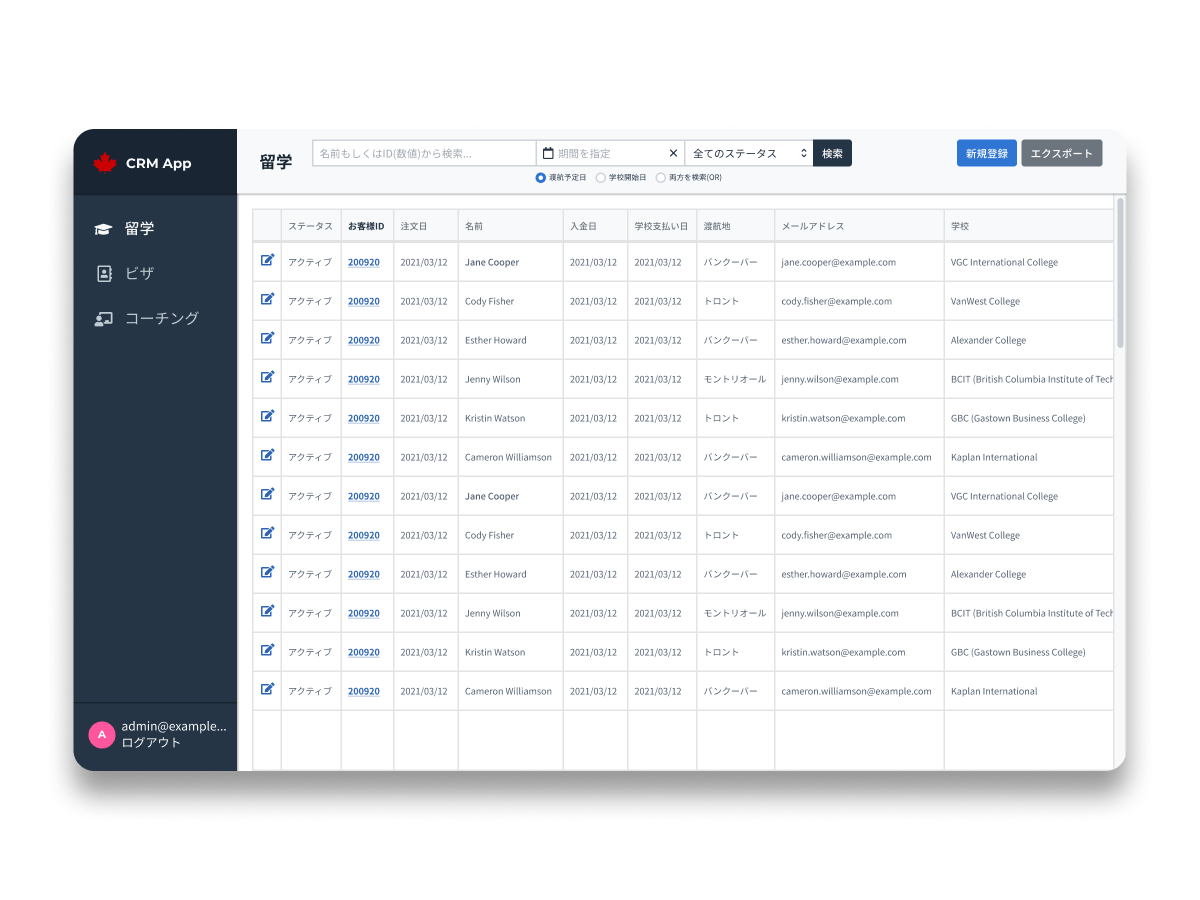 CRM App
留学
ビザ
コーチング
admin@example...
ログアウト
A
留学
名前もしくはID(数値)から検索...
期間を指定
全てのステータス
検索
渡航予定日 学校開始日 両方を検索(OR)
新規登録
エクスポート
ステータス お客様ID 注文日 名前 入金日 学校支払い日 渡航地 メールアドレス 学校
アクティブ 200920 2021/03/12 Jane Cooper 2021/03/12 2021/03/12 バンクーバー jane.cooper@example.com VGC International College
アクティブ 200920 2021/03/12 Cody Fisher 2021/03/12 2021/03/12 トロント cody.fisher@example.com VanWest College
アクティブ 200920 2021/03/12 Esther Howard 2021/03/12 2021/03/12 バンクーバー esther.howard@example.com Alexander College
アクティブ 200920 2021/03/12 Jenny Wilson 2021/03/12 2021/03/12 モントリオール jenny.wilson@example.com BCIT (British Columbia Institute of Tech
アクティブ 200920 2021/03/12 Kristin Watson 2021/03/12 2021/03/12 トロント kristin.watson@example.com GBC (Gastown Business College)
アクティブ 200920 2021/03/12 Cameron Williamson 2021/03/12 2021/03/12 バンクーバー cameron.williamson@example.com Kaplan International
アクティブ 200920 2021/03/12 Jane Cooper 2021/03/12 2021/03/12 バンクーバー jane.cooper@example.com VGC International College
アクティブ 200920 2021/03/12 Cody Fisher 2021/03/12 2021/03/12 トロント cody.fisher@example.com VanWest College
アクティブ 200920 2021/03/12 Esther Howard 2021/03/12 2021/03/12 バンクーバー esther.howard@example.com Alexander College
アクティブ 200920 2021/03/12 Jenny Wilson 2021/03/12 2021/03/12 モントリオール jenny.wilson@example.com BCIT (British Columbia Institute of Tech
アクティブ 200920 2021/03/12 Kristin Watson 2021/03/12 2021/03/12 トロント kristin.watson@example.com GBC (Gastown Business College)
アクティブ 200920 2021/03/12 Cameron Williamson 2021/03/12 2021/03/12 バンクーバー cameron.williamson@example.com Kaplan International